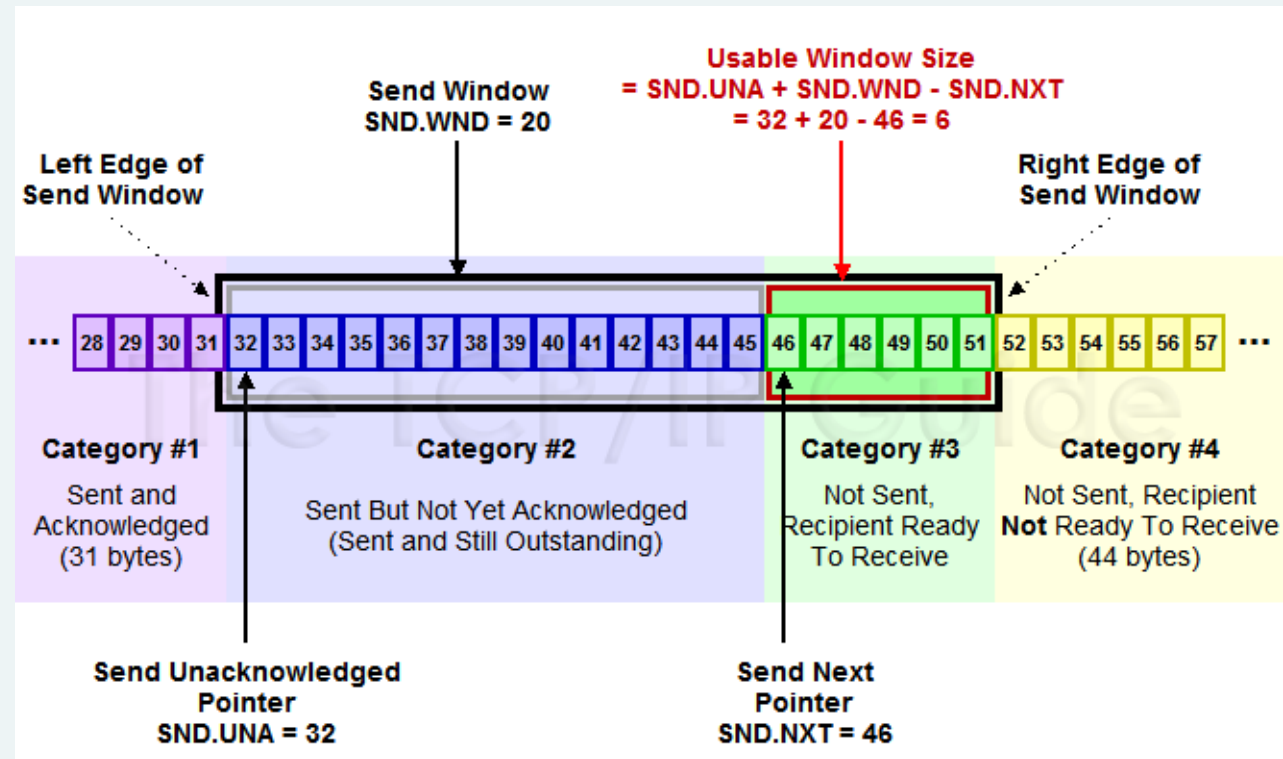 Usable Window Size
= SND.UNA + SND.WND - SND.NXT
= 32 + 20 - 46 = 6
Send Window
SND.WND = 20
Left Edge of
Send Window
Right Edge of
Send Window
... 28 29 30 31 32 33 34 35 36 37 38 39 40 41 42 43 44 45 46 47 48 49 50 51 52 53 54 55 56 57 ...
The TCP/IP Guide
Category #1
Sent and
Acknowledged
(31 bytes)
Category #2
Sent But Not Yet Acknowledged
(Sent and Still Outstanding)
Category #3
Not Sent,
Recipient Ready
To Receive
Category #4
Not Sent, Recipient
Not Ready To Receive
(44 bytes)
Send Unacknowledged
Pointer
SND.UNA = 32
Send Next
Pointer
SND.NXT = 46